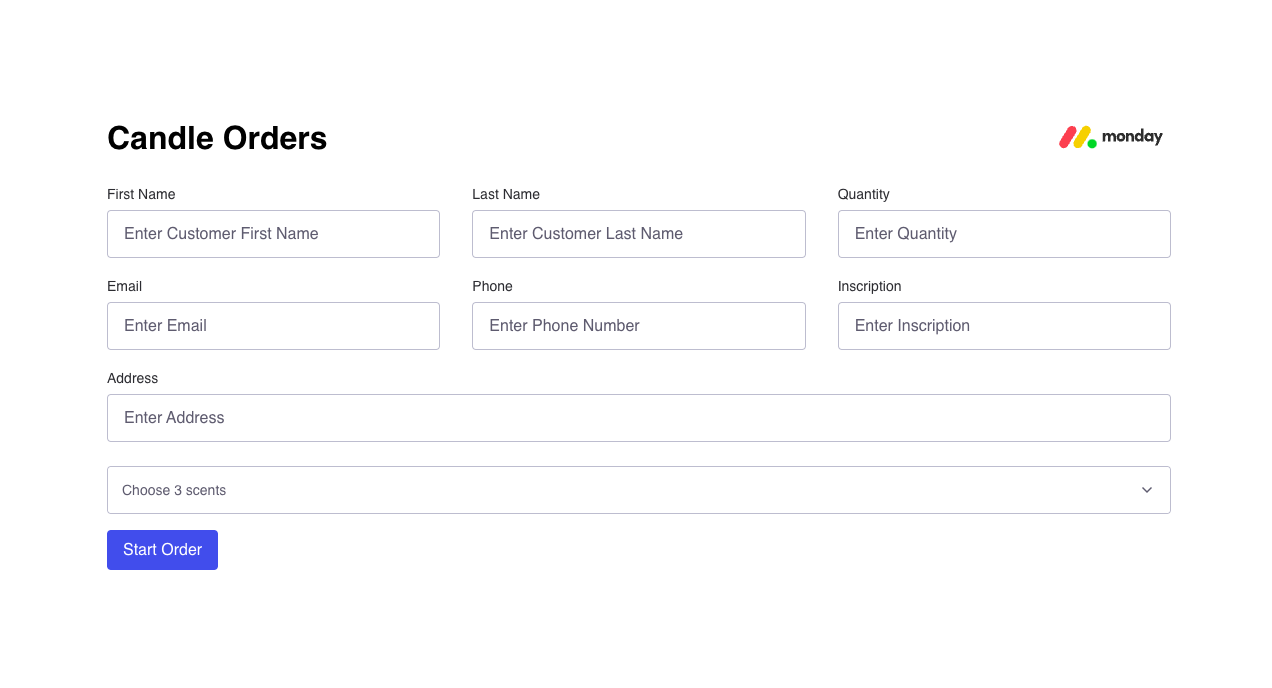 Candle Orders
monday
First Name
Last Name
Quantity
Enter Customer First Name
Enter Customer Last Name
Enter Quantity
Email
Phone
Inscription
Enter Email
Enter Phone Number
Enter Inscription
Address
Enter Address
Choose 3 scents
Start Order